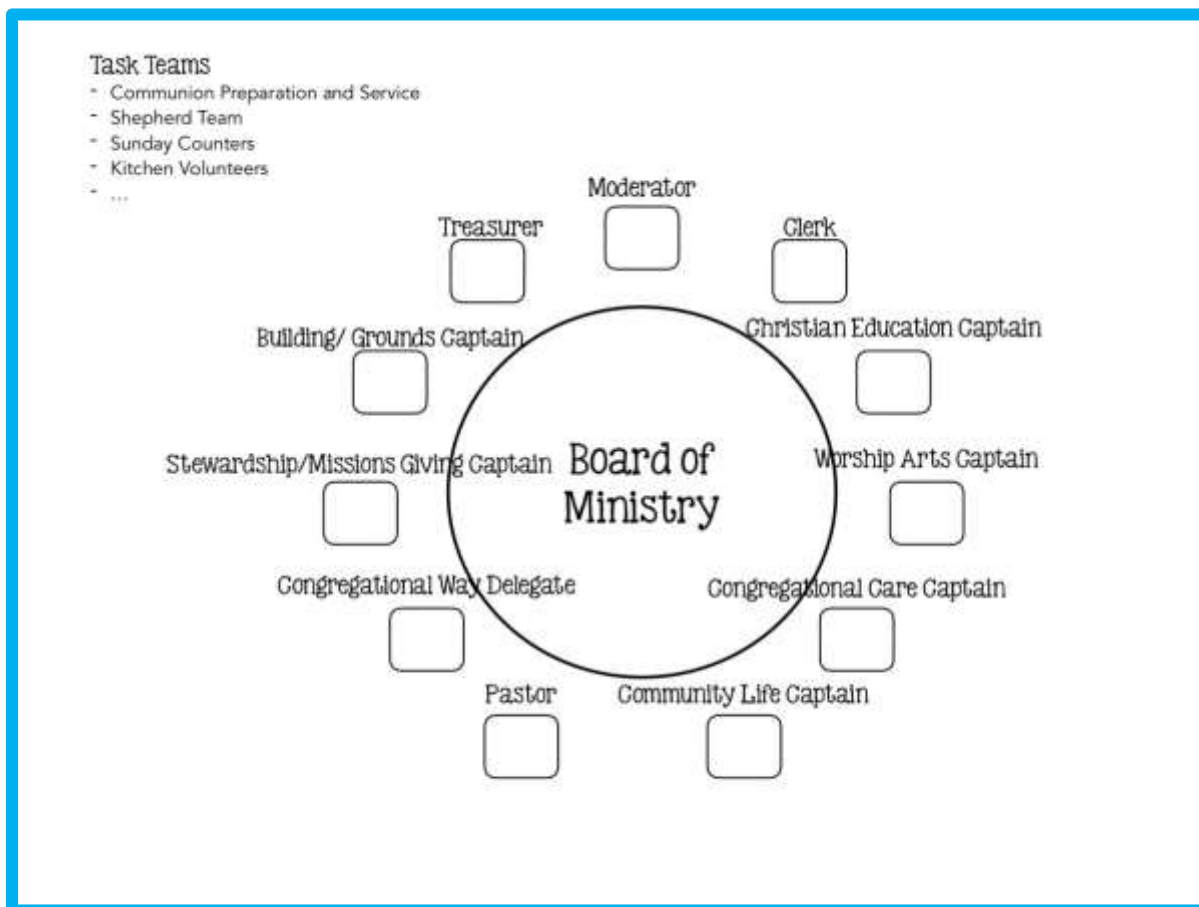 Task Teams
- Communion Preparation and Service
- Shepherd Team
- Sunday Counters
- Kitchen Volunteers
- ...
Moderator
Treasurer
Clerk
Building/ Grounds Captain
Christian Education Captain
Stewardship/Missions Giving Captain
Board of
Ministry
Worship Arts Captain
Congregational Way Delegate
Congregational Care Captain
Pastor
Community Life Captain